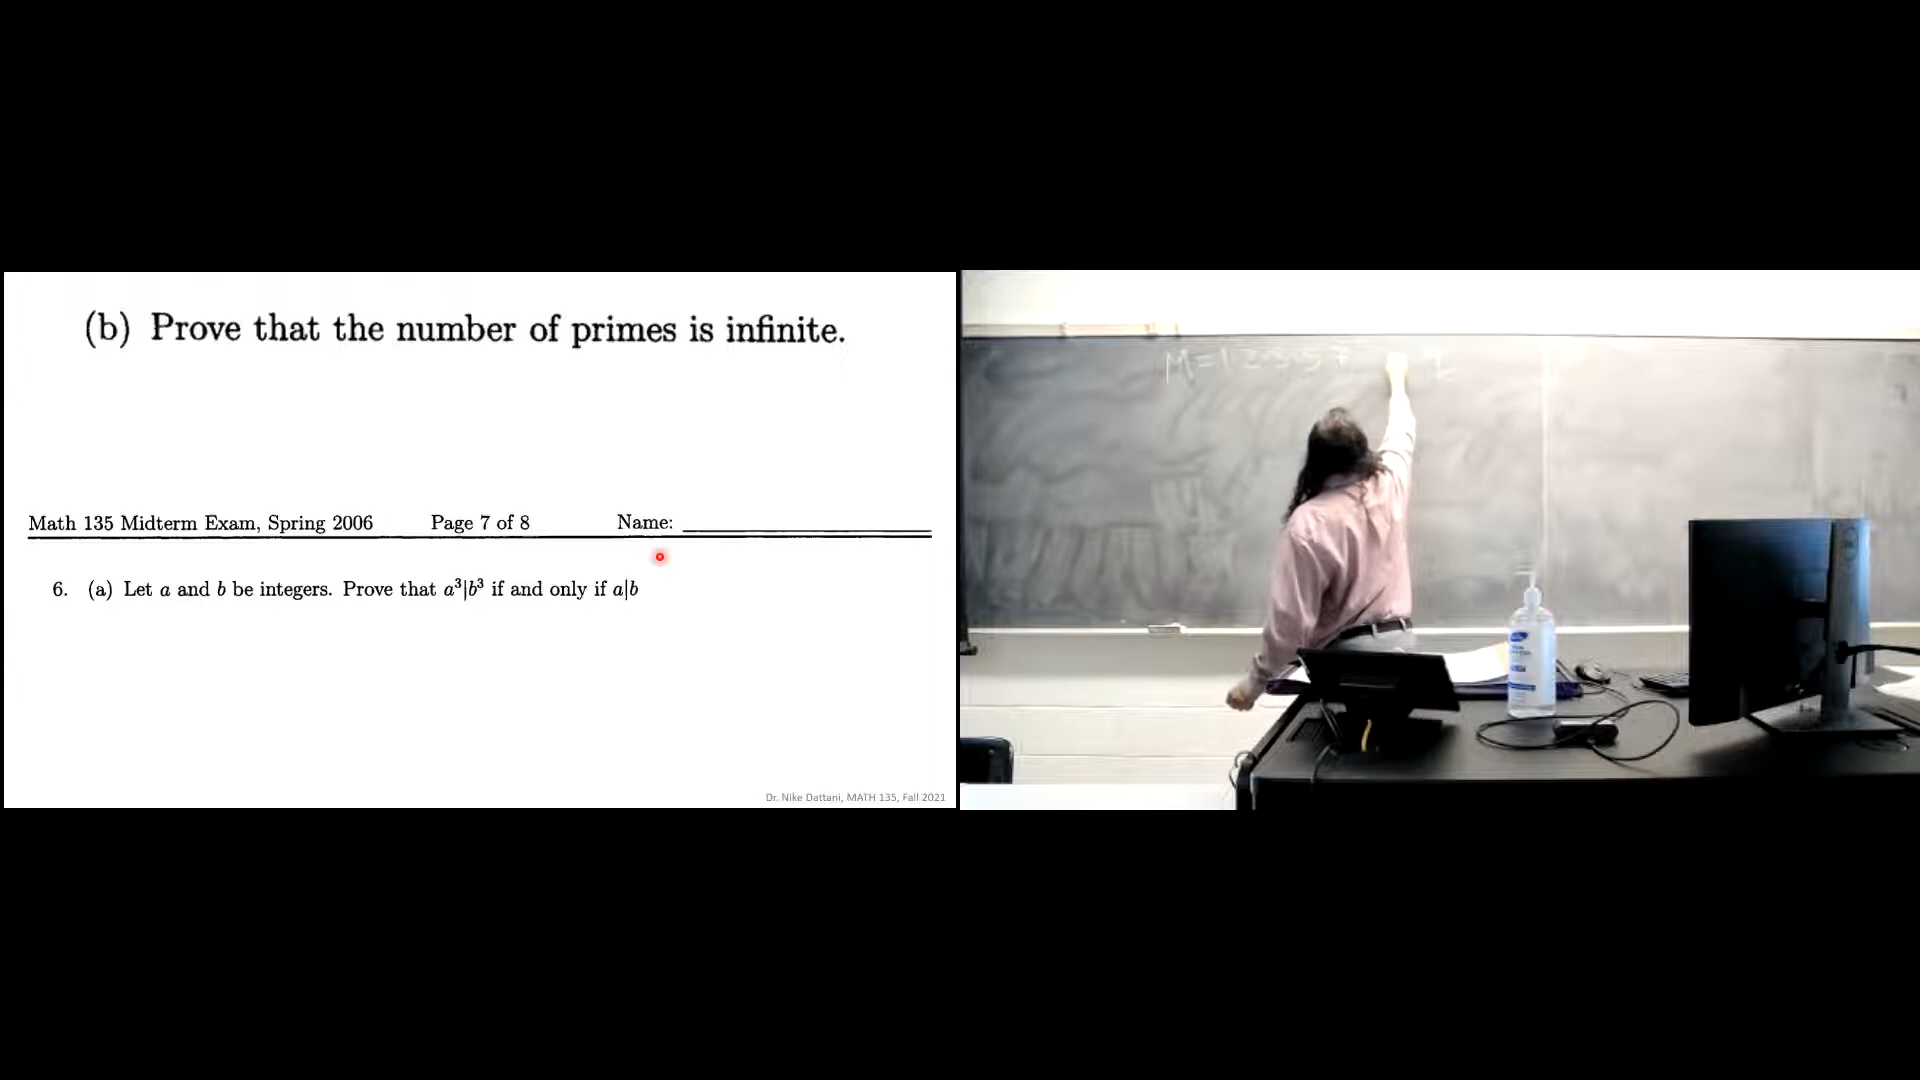 (b) Prove that the number of primes is infinite.
Math 135 Midterm Exam, Spring 2006 Page 7 of 8 Name:
6. (a) Let a and b be integers. Prove that a³|b³ if and only if a|b
Dr. Nike Dattani, MATH 135, Fall 2021